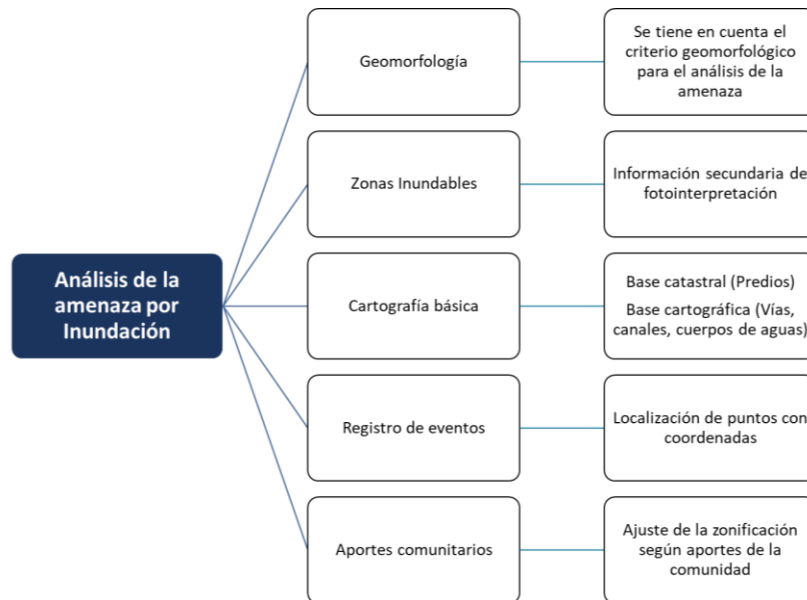 Geomorfología
Se tiene en cuenta el
criterio geomorfológico
para el análisis de la
amenaza
Zonas Inundables
Información secundaria de
fotointerpretación
Análisis de la
amenaza por
Inundación
Cartografía básica
Base catastral (Predios)
Base cartográfica (Vías,
canales, cuerpos de aguas)
Registro de eventos
Localización de puntos con
coordenadas
Aportes comunitarios
Ajuste de la zonificación
según aportes de la
comunidad